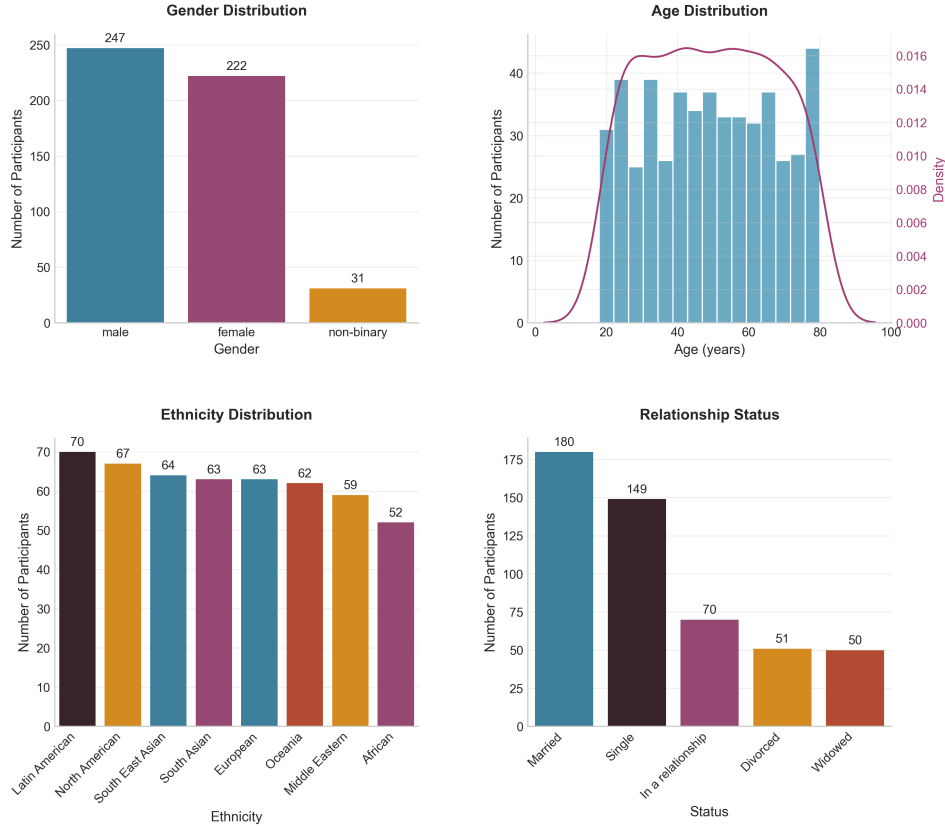 Gender Distribution
Number of Participants
250
200
150
100
50
0
247
222
31
male
female
non-binary
Gender
Age Distribution
Number of Participants
40
30
20
10
0
0.016
0.014
0.012
0.010
0.008
0.006
0.004
0.002
0.000
Density
0
20
40
60
80
100
Age (years)
Ethnicity Distribution
Number of Participants
70
60
50
40
30
20
10
0
70
67
64
63
63
62
59
52
Latin American
North American
South East Asian
South Asian
European
Oceania
Middle Eastern
African
Ethnicity
Relationship Status
Number of Participants
175
150
125
100
75
50
25
0
180
149
70
51
50
Married
Single
In a relationship
Divorced
Widowed
Status